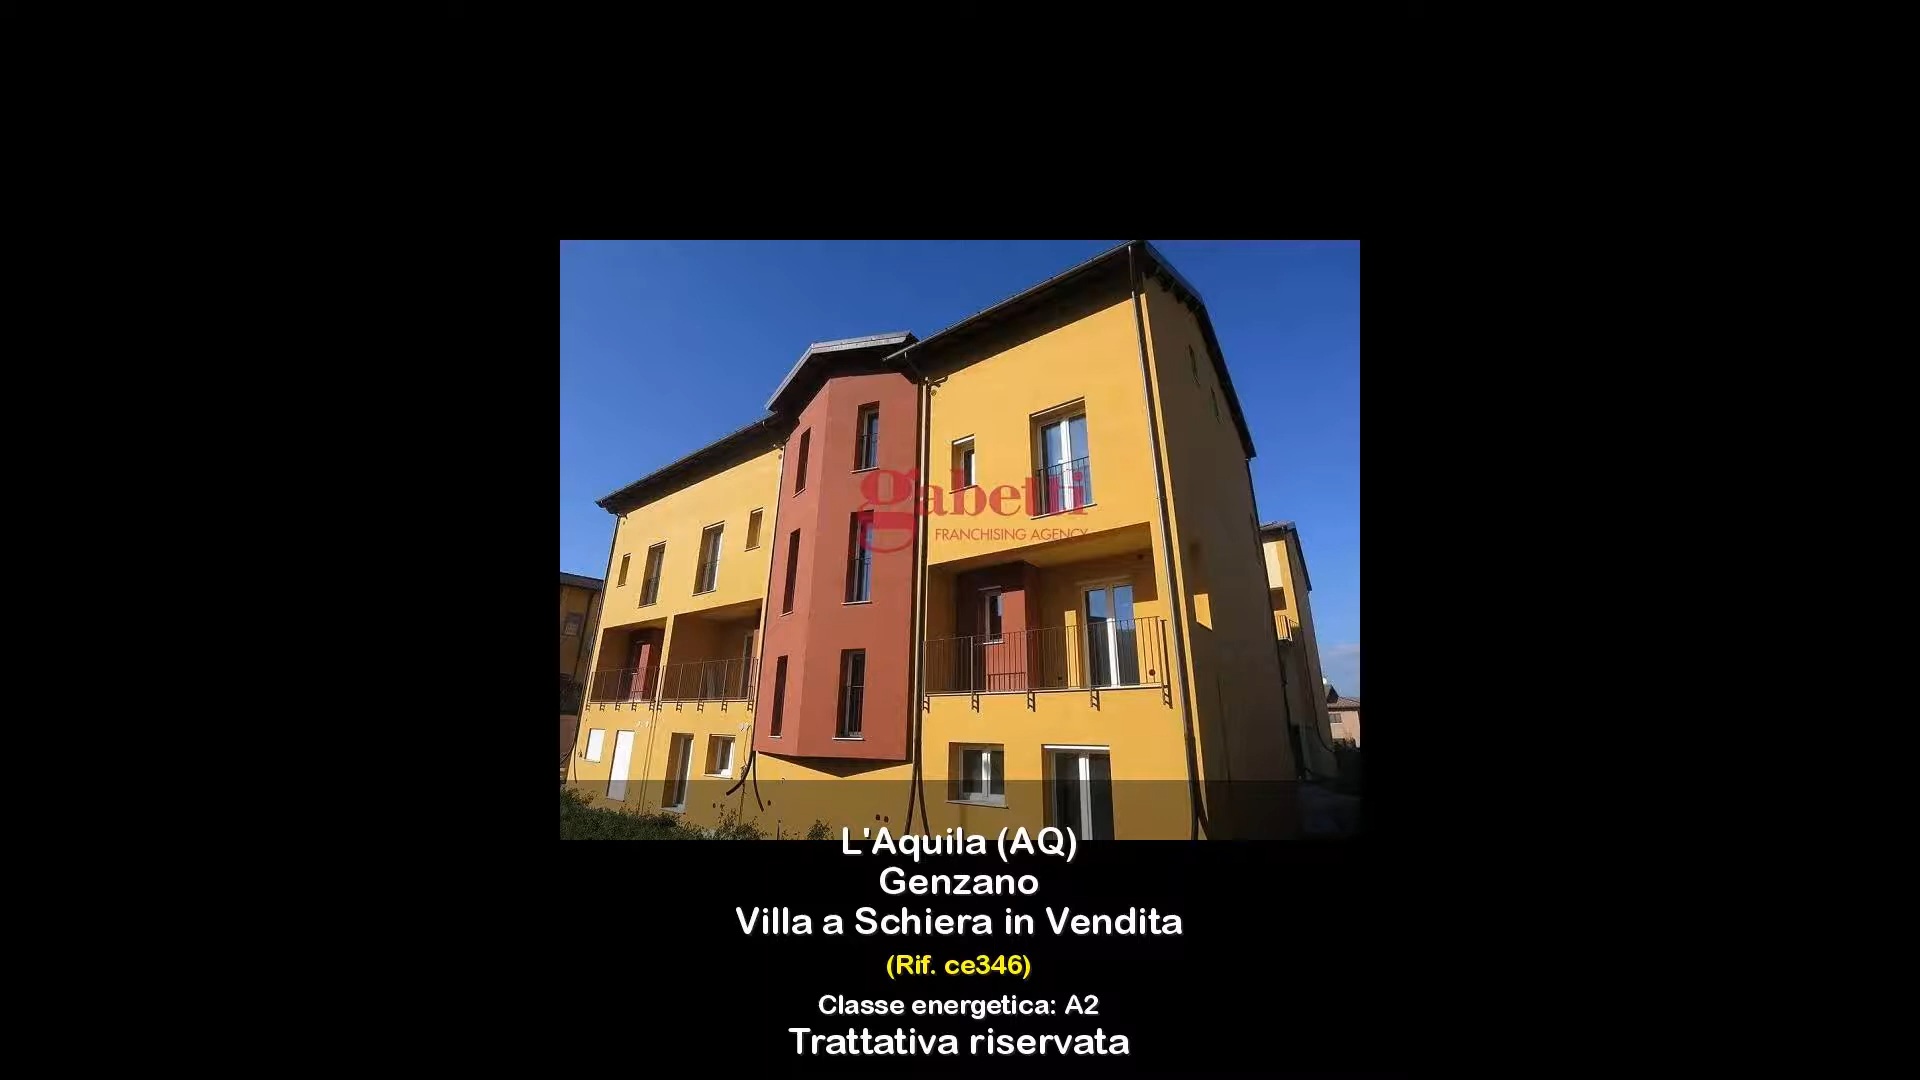 gabetti
FRANCHISING AGENCY
L'Aquila (AQ)
Genzano
Villa a Schiera in Vendita
(Rif. ce346)
Classe energetica: A2
Trattativa riservata